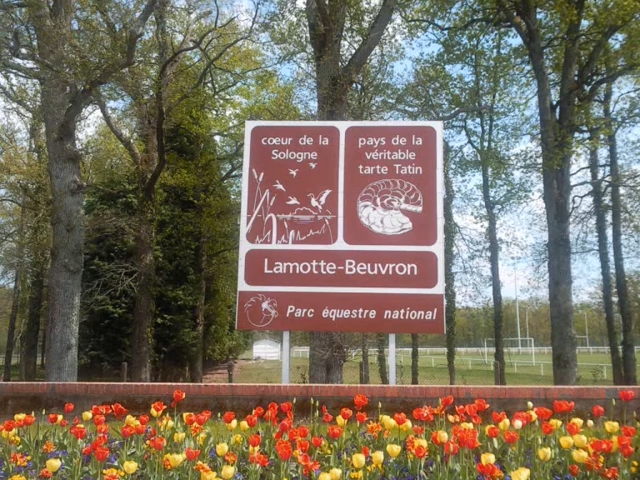 coeur de la
Sologne
pays de la
véritable
tarte Tatin
Lamotte-Beuvron
Parc équestre national